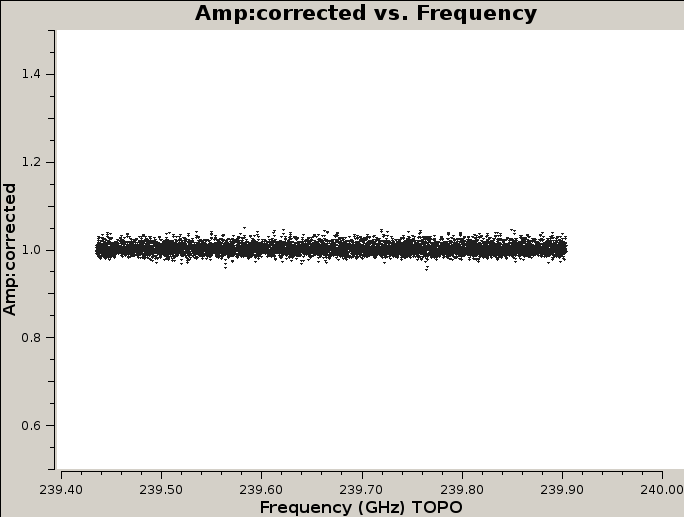 Amp:corrected vs. Frequency
Amp:corrected
1.4
1.2
1.0
0.8
0.6
239.40 239.50 239.60 239.70 239.80 239.90 240.00
Frequency (GHz) TOPO